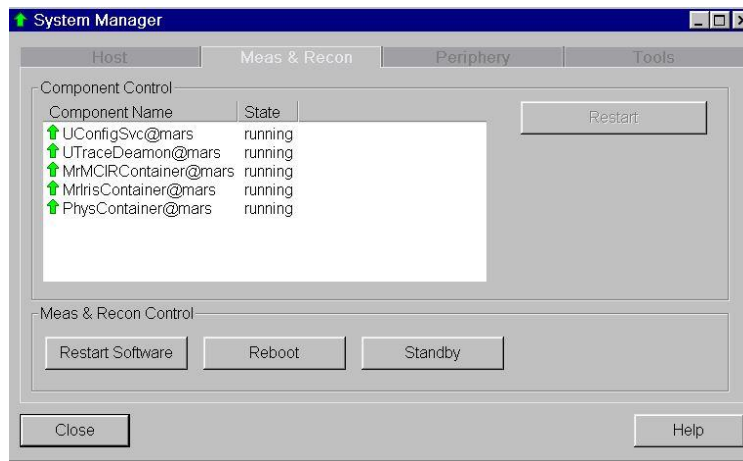 System Manager
Host Meas & Recon Periphery Tools
Component Control
Component Name State
Restart
UConfigSvc@mars running
UTraceDeamon@mars running
MrMCIRContainer@mars running
MrIrisContainer@mars running
PhysContainer@mars running
Meas & Recon Control
Restart Software Reboot Standby
Close Help